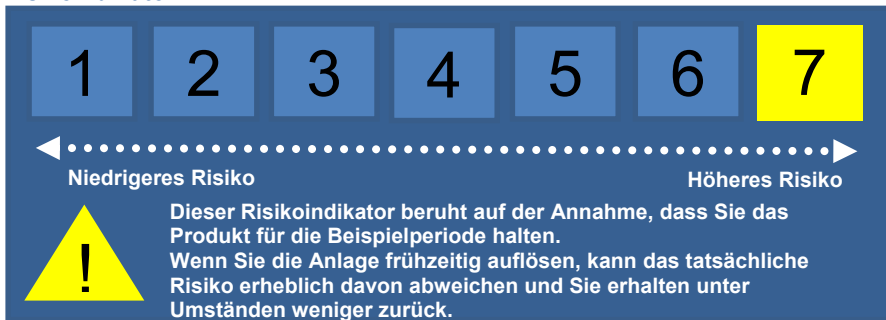 1 2 3 4 5 6 7
Niedrigeres Risiko Höheres Risiko
! Dieser Risikoindikator beruht auf der Annahme, dass Sie das
Produkt für die Beispielperiode halten.
Wenn Sie die Anlage frühzeitig auflösen, kann das tatsächliche
Risiko erheblich davon abweichen und Sie erhalten unter
Umständen weniger zurück.